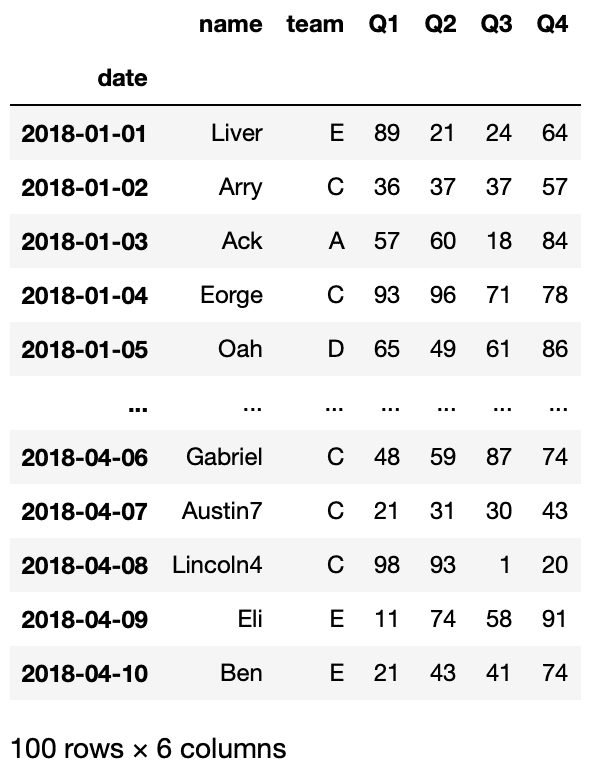 name team Q1 Q2 Q3 Q4
date
2018-01-01 Liver E 89 21 24 64
2018-01-02 Arry C 36 37 37 57
2018-01-03 Ack A 57 60 18 84
2018-01-04 Eorge C 93 96 71 78
2018-01-05 Oah D 65 49 61 86
... ... ... ... ... ... ...
2018-04-06 Gabriel C 48 59 87 74
2018-04-07 Austin7 C 21 31 30 43
2018-04-08 Lincoln4 C 98 93 1 20
2018-04-09 Eli E 11 74 58 91
2018-04-10 Ben E 21 43 41 74
100 rows × 6 columns